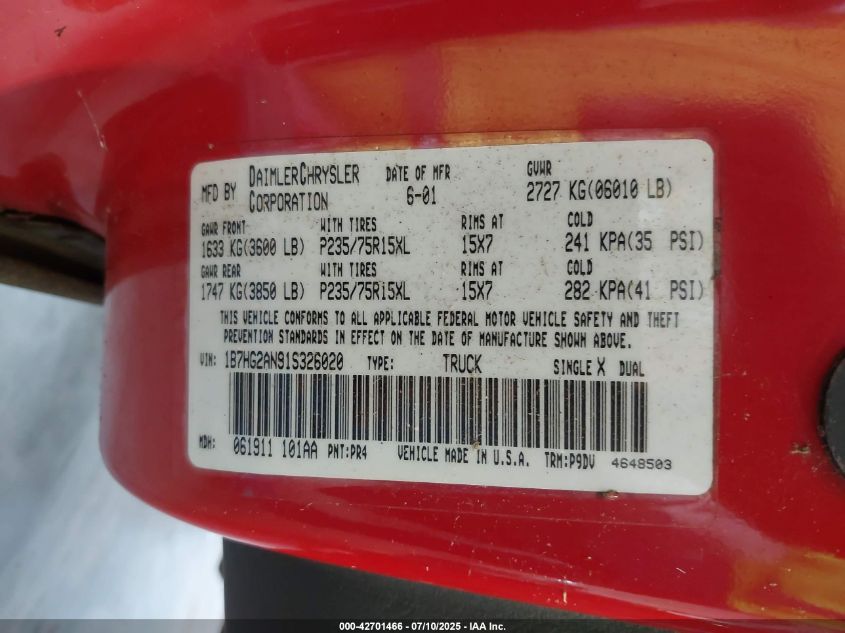 MFD BY DAIMLERCHRYSLER CORPORATION DATE OF MFR 6-01 GVWR 2727 KG(06010 LB)
GAWR FRONT WITH TIRES RIMS AT COLD
1633 KG(3600 LB) P235/75R15XL 15X7 241 KPA(35 PSI)
GAWR REAR WITH TIRES RIMS AT COLD
1747 KG(3850 LB) P235/75R15XL 15X7 282 KPA(41 PSI)
THIS VEHICLE CONFORMS TO ALL APPLICABLE FEDERAL MOTOR VEHICLE SAFETY AND THEFT
PREVENTION STANDARDS IN EFFECT ON THE DATE OF MANUFACTURE SHOWN ABOVE.
VIN: 1B7HG2AN91S326020 TYPE: TRUCK SINGLE X DUAL
MDH: 061911 101AA PNT:PR4 VEHICLE MADE IN U.S.A. TRM:P9DV 4648503
000-42701466 - 07/10/2025 - IAA Inc.